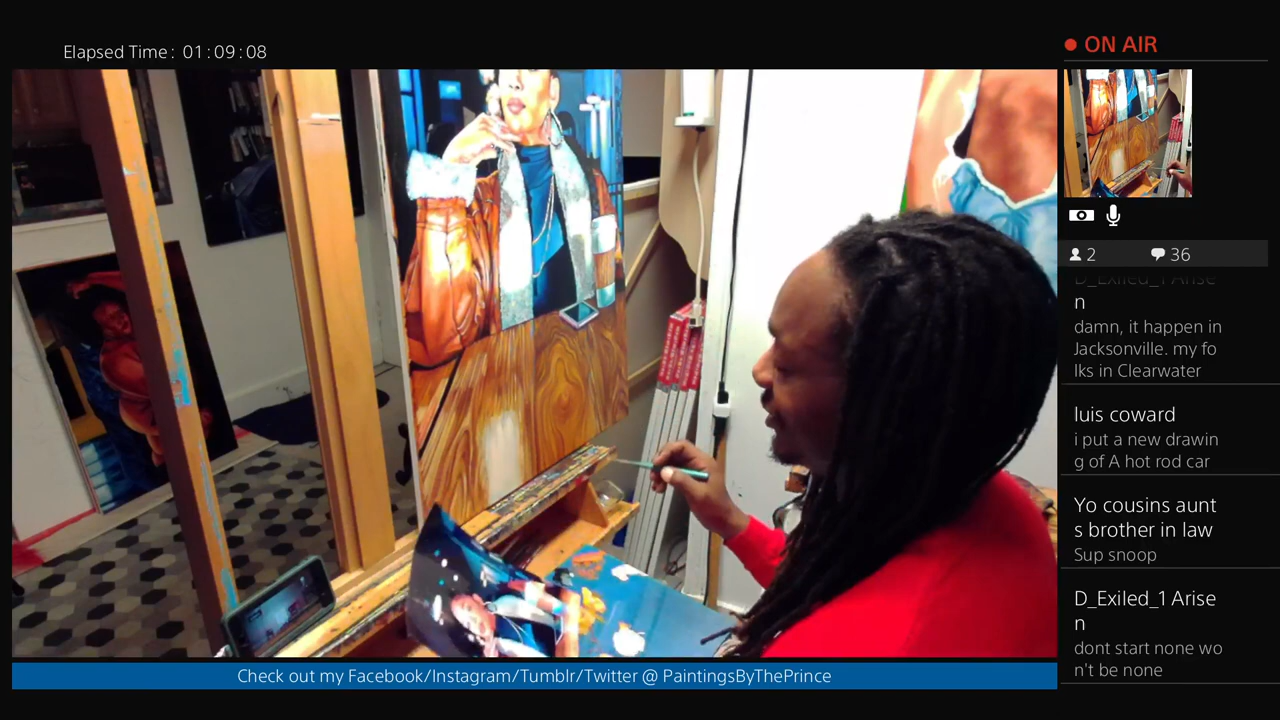 Elapsed Time: 01:09:08
ON AIR
2
36
D_Exiled_1 Arise
n
damn, it happen in
Jacksonville. my fo
lks in Clearwater
luis coward
i put a new drawin
g of A hot rod car
Yo cousins aunt
s brother in law
Sup snoop
D_Exiled_1 Arise
n
dont start none wo
n't be none
Check out my Facebook/Instagram/Tumblr/Twitter @ PaintingsByThePrince